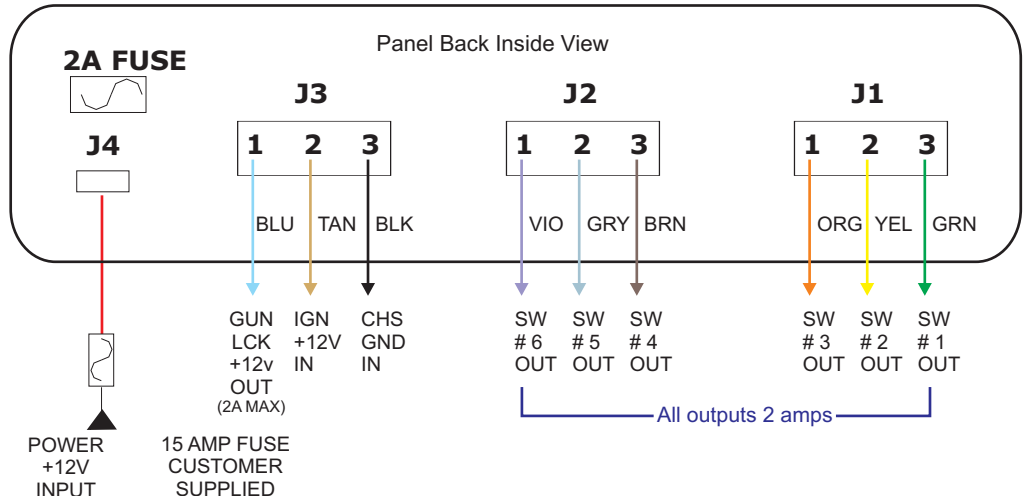 Panel Back Inside View
2A FUSE
J4
J3
J2
J1
1 2 3
1 2 3
1 2 3
BLU TAN BLK
VIO GRY BRN
ORG YEL GRN
GUN
LCK
+12v
OUT
(2A MAX)
IGN
+12V
IN
CHS
GND
IN
SW
# 6
OUT
SW
# 5
OUT
SW
# 4
OUT
SW
# 3
OUT
SW
# 2
OUT
SW
# 1
OUT
All outputs 2 amps
POWER
+12V
INPUT
15 AMP FUSE
CUSTOMER
SUPPLIED